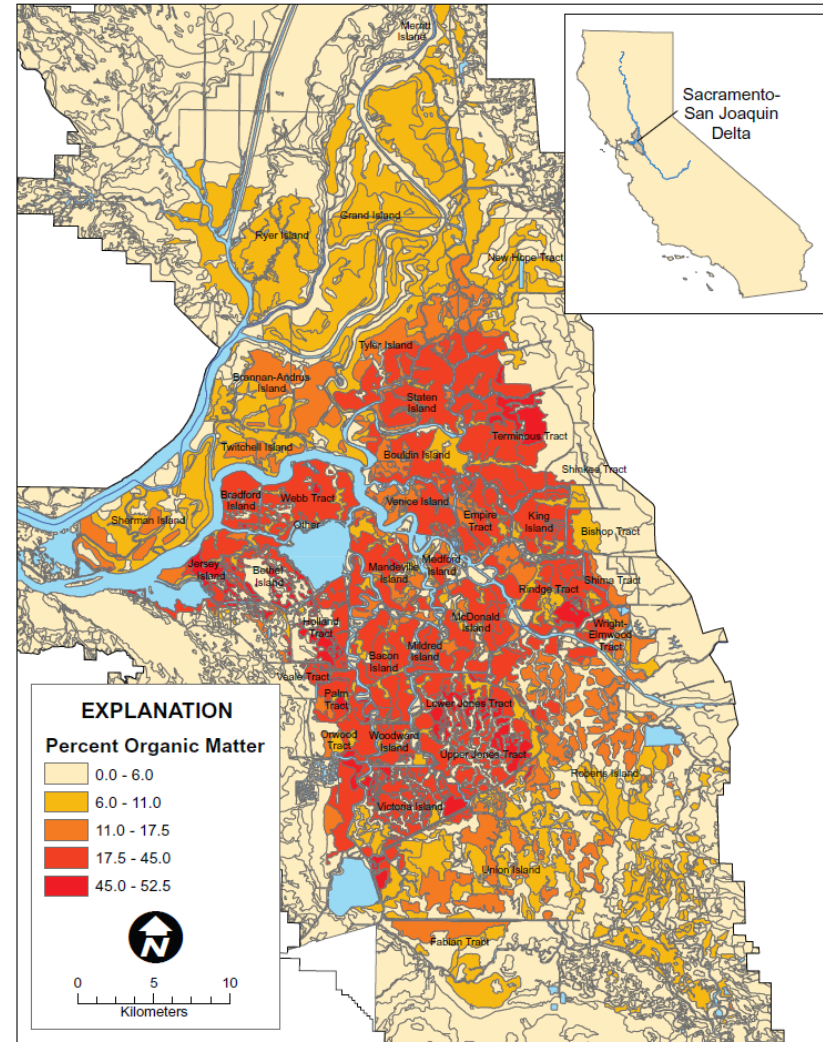 Merritt
Island
Sacramento-
San Joaquin
Delta
Grand Island
Ryer Island
New Hope Tract
Tyler Island
Brannan-Andrus
Island
Staten
Island
Terminous Tract
Twitchell Island
Bouldin Island
Shinkee Tract
Bradford
Island
Webb Tract
Venice Island
Empire
Tract
King
Island
Sherman Island
Other
Bishop Tract
Jersey
Island
Bethel
Island
Mandeville
Island
Medford
Island
Rindge Tract
Shima Tract
Holland
Tract
McDonald
Island
Wright-
Elmwood
Tract
Bacon
Island
Mildred
Island
Veale Tract
Palm
Tract
Lower Jones Tract
Orwood
Tract
Woodward
Island
Upper Jones Tract
Roberts Island
Victoria Island
Union Island
Fabian Tract
EXPLANATION
Percent Organic Matter
0.0 - 6.0
6.0 - 11.0
11.0 - 17.5
17.5 - 45.0
45.0 - 52.5
N
0 5 10
Kilometers